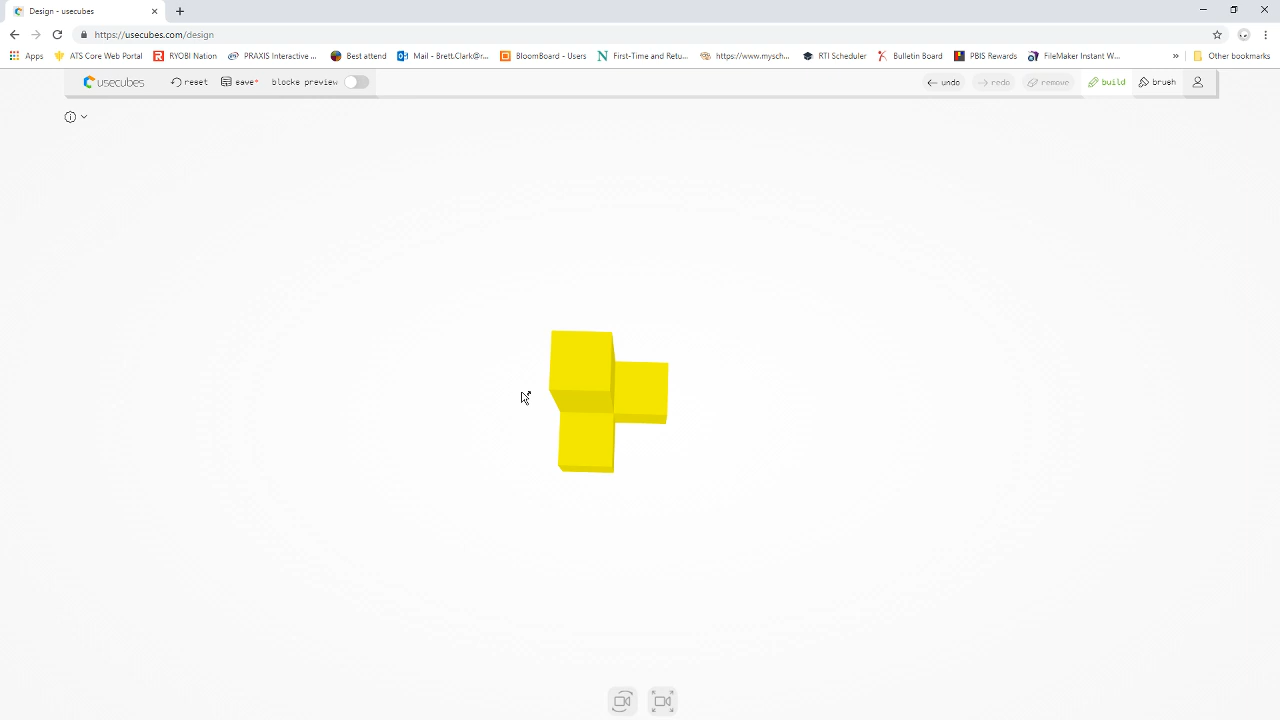 Design - usecubes
https://usecubes.com/design
Apps
ATS Core Web Portal
RYOBI Nation
PRAXIS Interactive ...
Best attend
Mail - Brett.Clark@r...
BloomBoard - Users
First-Time and Retu...
https://www.mysch...
RTI Scheduler
Bulletin Board
PBIS Rewards
FileMaker Instant W...
»
Other bookmarks
usecubes
reset
save*
blocks preview
undo
redo
remove
build
brush